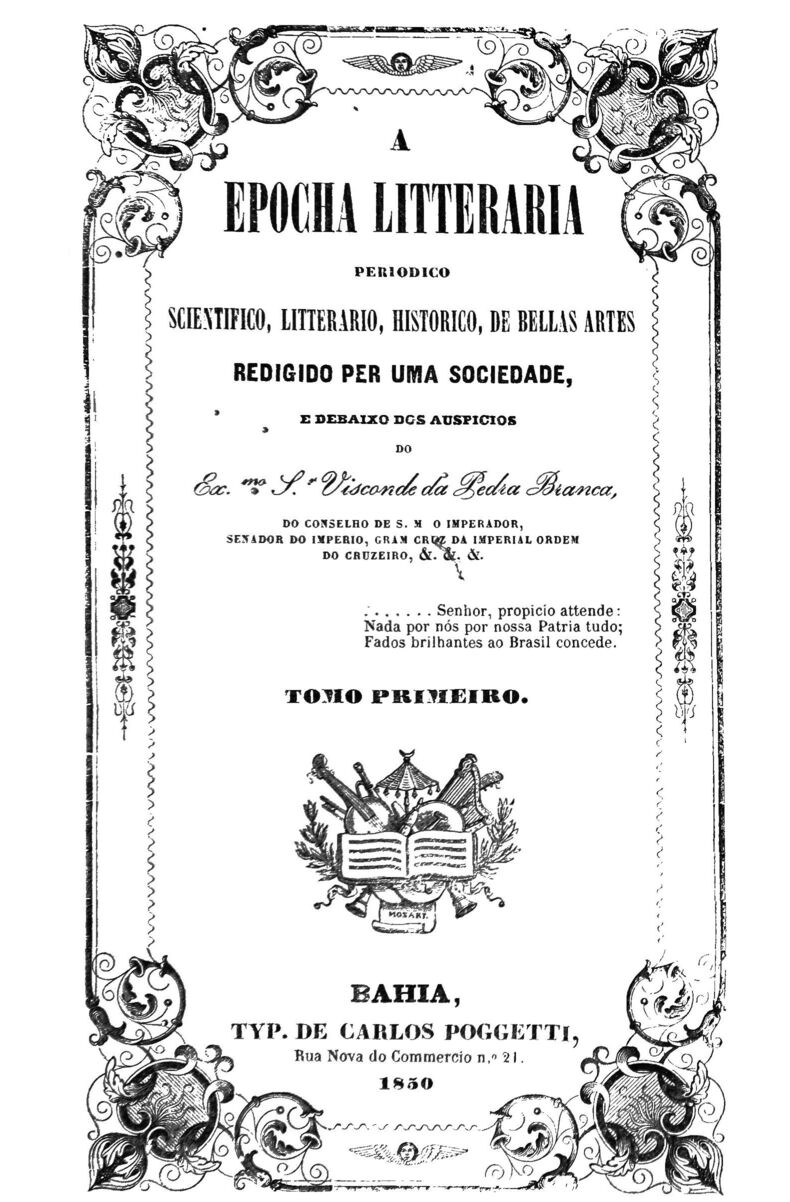 A
EPOCHA LITTERARIA
PERIODICO
SCIENTIFICO, LITTERARIO, HISTORICO, DE BELLAS ARTES
REDIGIDO PER UMA SOCIEDADE,
E DEBAIXO DOS AUSPICIOS
DO
Ex.mo S.r Visconde da Pedra Branca,
DO CONSELHO DE S. M O IMPERADOR,
SENADOR DO IMPERIO, GRAM CRUZ DA IMPERIAL ORDEM
DO CRUZEIRO, &. &. &.
. . . . . . . Senhor, propicio attende:
Nada por nós por nossa Patria tudo;
Fados brilhantes ao Brasil concede.
TOMO PRIMEIRO.
MOZART.
BAHIA,
TYP. DE CARLOS POGGETTI,
Rua Nova do Commercio n.º 21.
1850